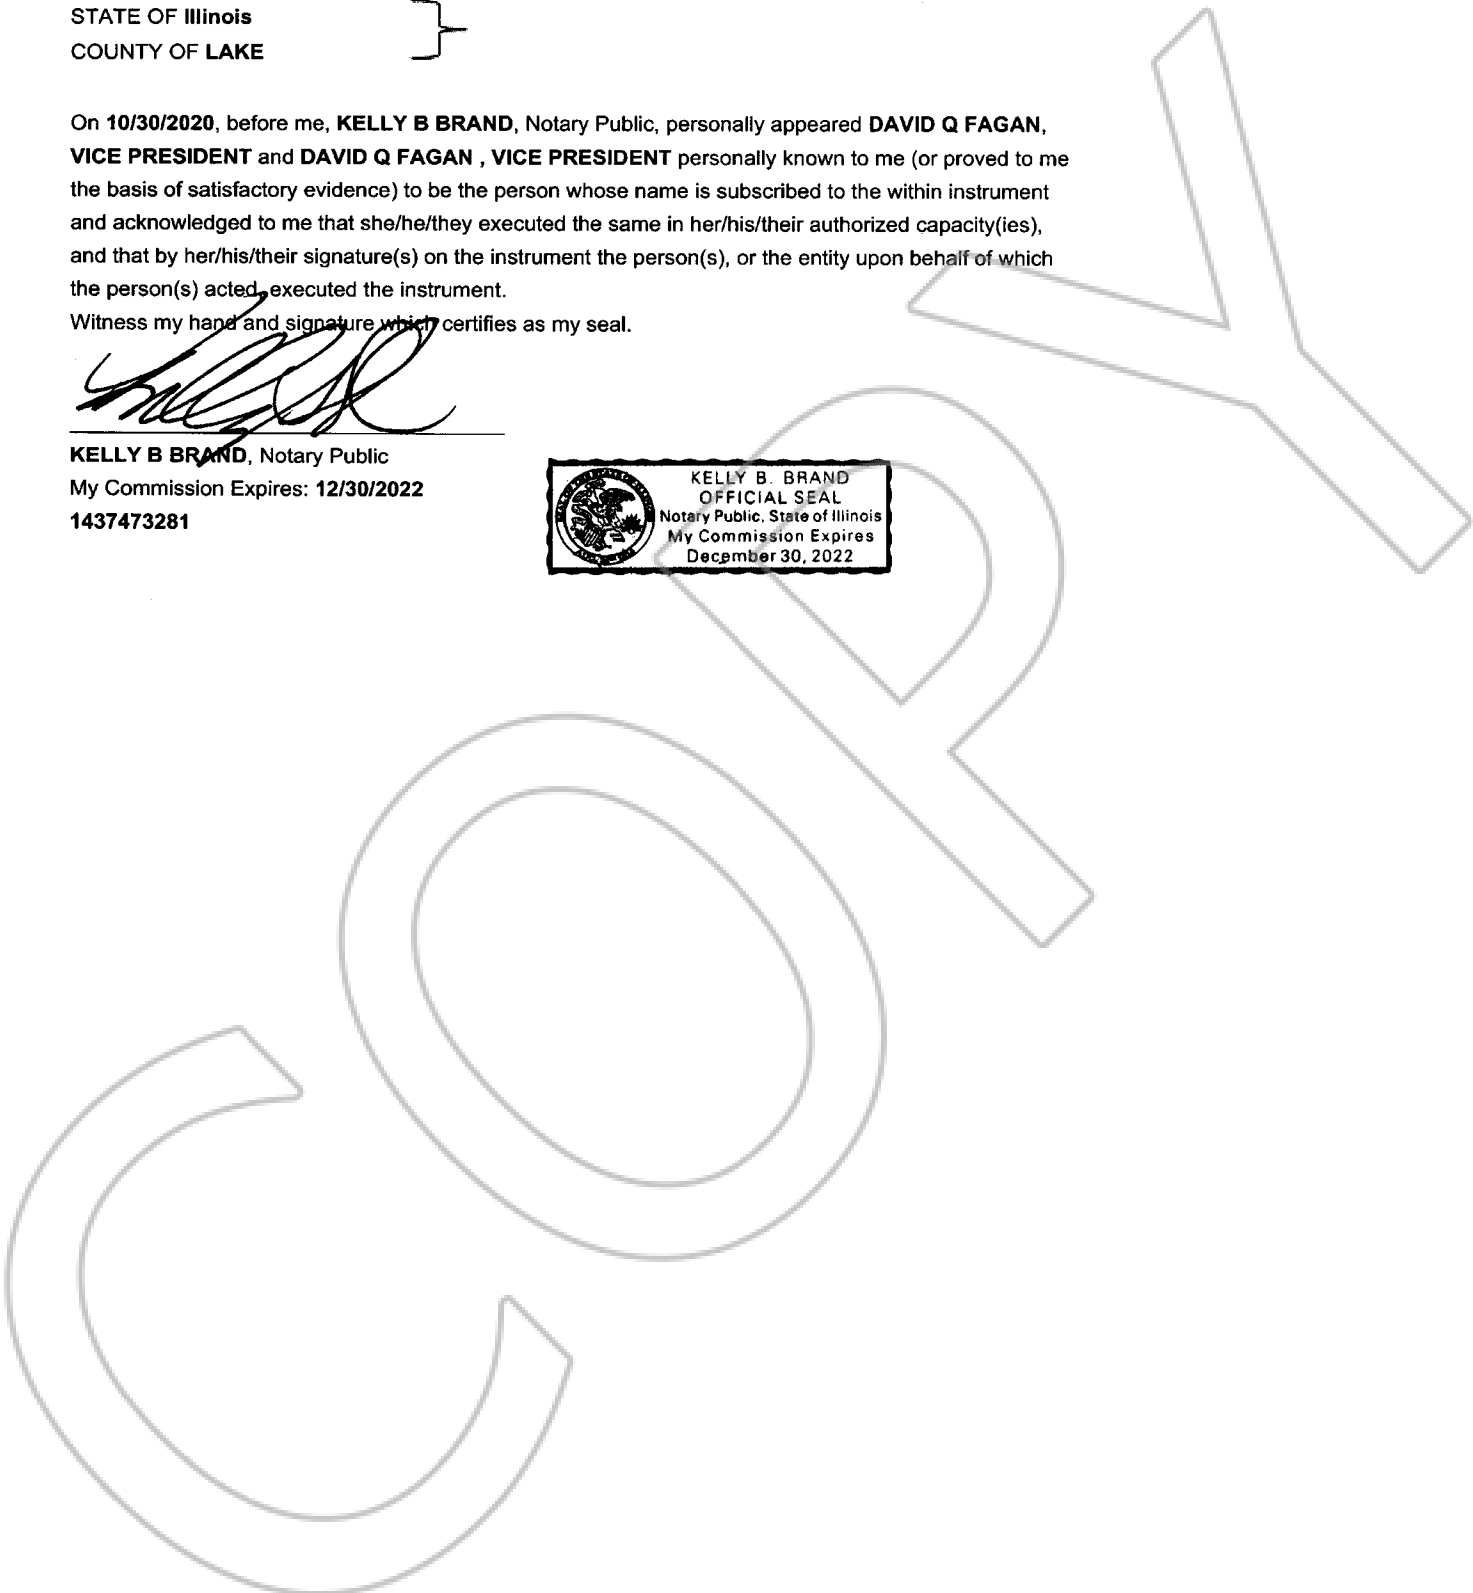 STATE OF Illinois
COUNTY OF LAKE
On 10/30/2020, before me, KELLY B BRAND, Notary Public, personally appeared DAVID Q FAGAN,
VICE PRESIDENT and DAVID Q FAGAN , VICE PRESIDENT personally known to me (or proved to me
the basis of satisfactory evidence) to be the person whose name is subscribed to the within instrument
and acknowledged to me that she/he/they executed the same in her/his/their authorized capacity(ies),
and that by her/his/their signature(s) on the instrument the person(s), or the entity upon behalf of which
the person(s) acted, executed the instrument.
Witness my hand and signature which certifies as my seal.
KELLY B BRAND, Notary Public
My Commission Expires: 12/30/2022
1437473281
KELLY B. BRAND
OFFICIAL SEAL
Notary Public, State of Illinois
My Commission Expires
December 30, 2022
COPY